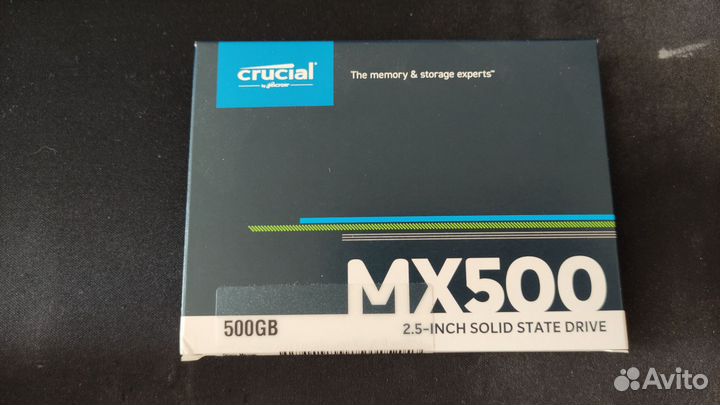 crucial
by Micron
The memory & storage experts™
MX500
500GB
2.5-INCH SOLID STATE DRIVE
Avito